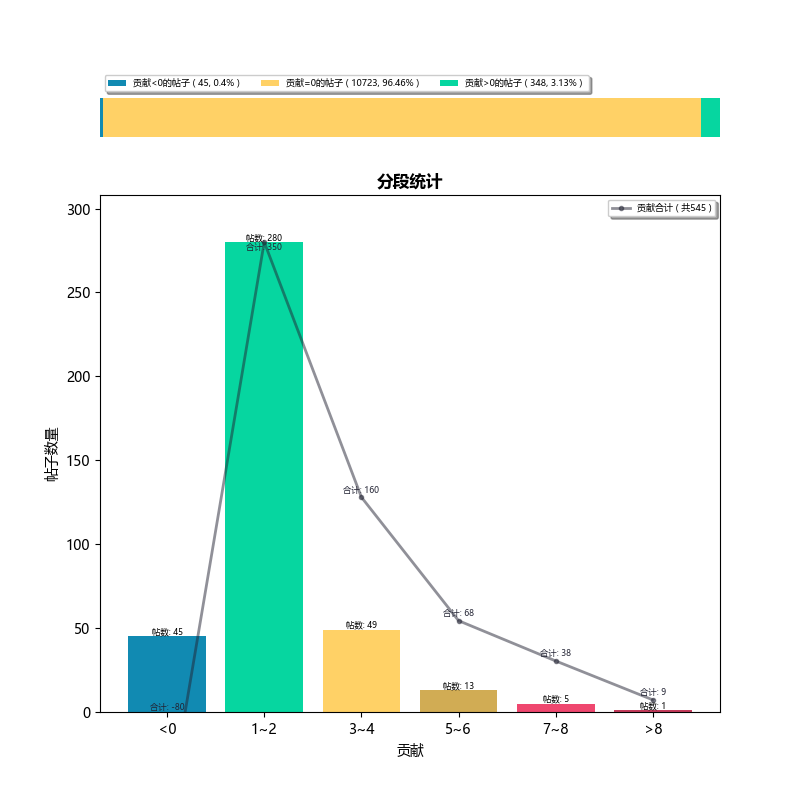 贡献<0的帖子 ( 45, 0.4% )
贡献=0的帖子 ( 10723, 96.46% )
贡献>0的帖子 ( 348, 3.13% )
分段统计
贡献合计 ( 共545 )
帖子数量
300
250
200
150
100
50
0
帖数: 45
合计: -80
帖数: 280
合计: 350
合计: 160
帖数: 49
合计: 68
帖数: 13
合计: 38
帖数: 5
合计: 9
帖数: 1
<0
1~2
3~4
5~6
7~8
>8
贡献